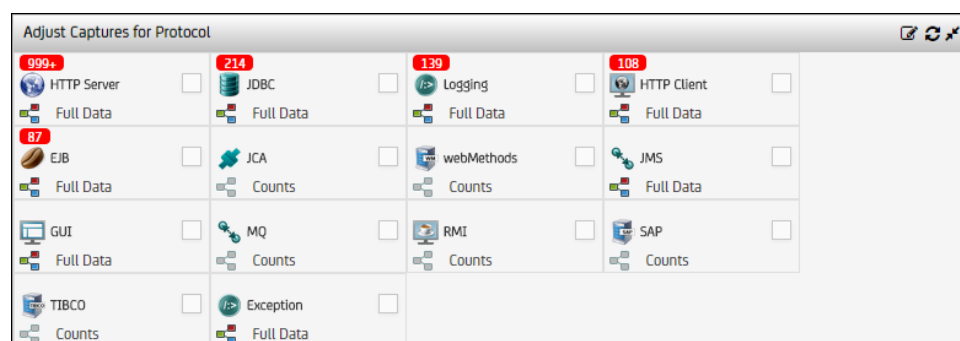 Adjust Captures for Protocol
999+ 214 139 108
HTTP Server JDBC Logging HTTP Client
Full Data Full Data Full Data Full Data
87
EJB JCA webMethods JMS
Full Data Counts Counts Full Data
GUI MQ RMI SAP
Full Data Counts Counts Counts
TIBCO Exception
Counts Full Data